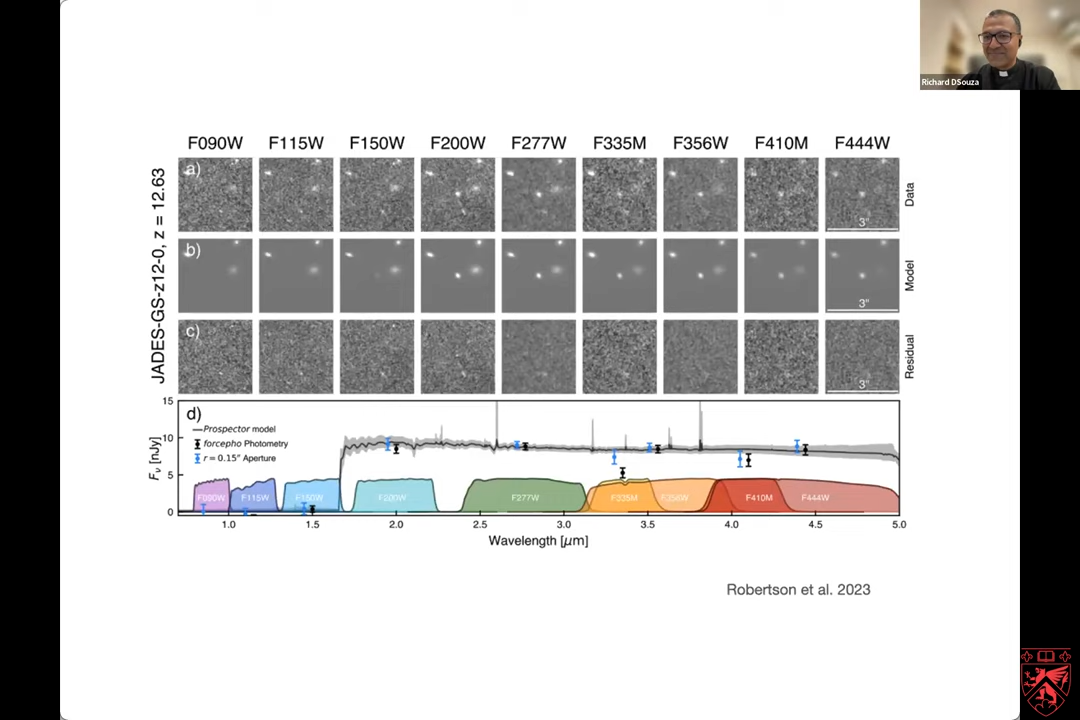 Richard DSouza
F090W F115W F150W F200W F277W F335M F356W F410M F444W
JADES-GS-z12-0, z = 12.63
a)
3"
Data
b)
3"
Model
c)
3"
Residual
d)
Prospector model
forcepho Photometry
r = 0.15" Aperture
15
10
5
0
Fν [nJy]
F090W F115W F150W F200W F277W F335M F356W F410M F444W
1.0 1.5 2.0 2.5 3.0 3.5 4.0 4.5 5.0
Wavelength [μm]
Robertson et al. 2023